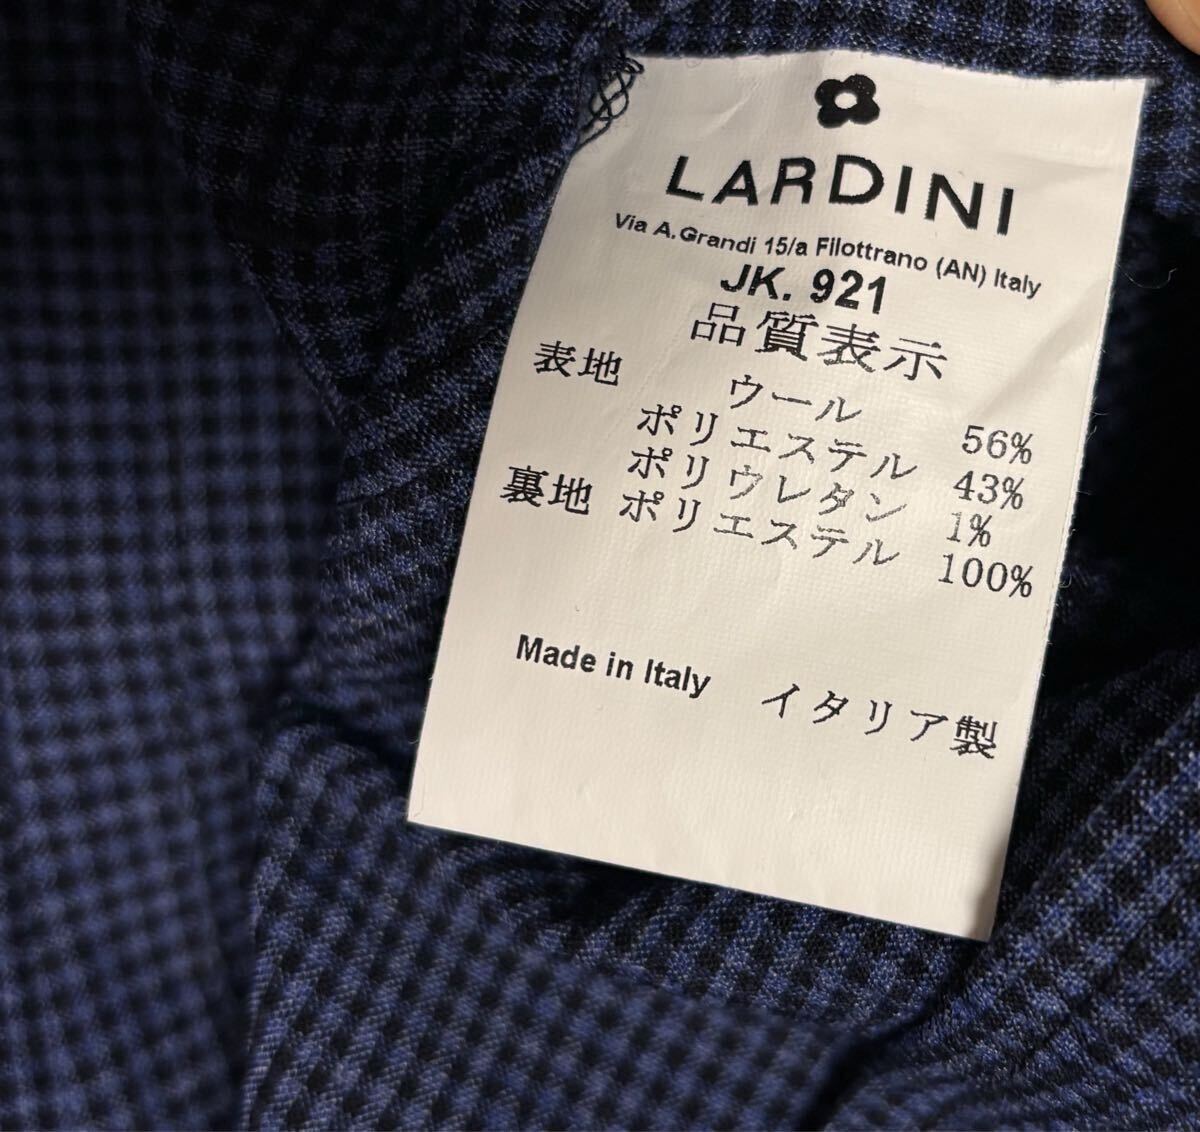 LARDINI
Via A.Grandi 15/a Filottrano (AN) Italy
JK. 921
品質表示
表地 ウール 56%
ポリエステル 43%
ポリウレタン 1%
裏地 ポリエステル 100%
Made in Italy イタリア製